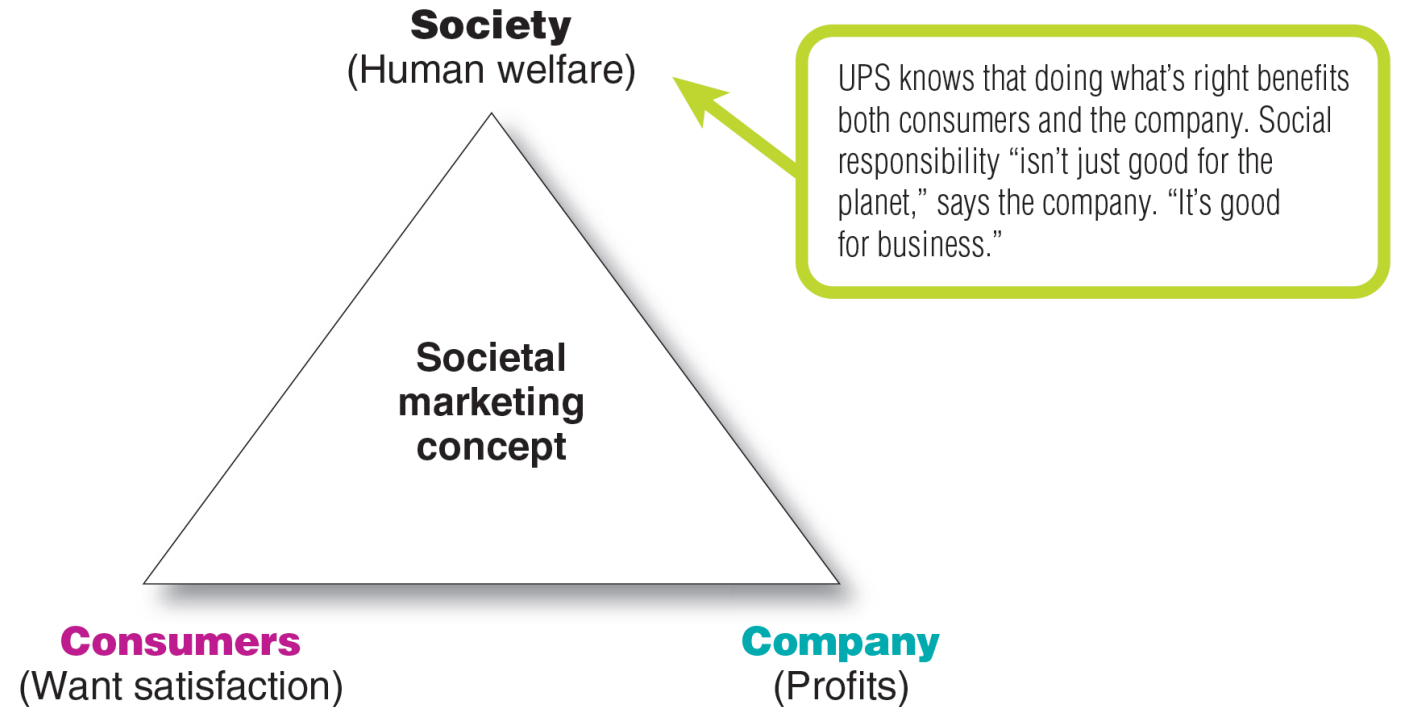 Society
(Human welfare)
UPS knows that doing what’s right benefits
both consumers and the company. Social
responsibility “isn’t just good for the
planet,” says the company. “It’s good
for business.”
Societal
marketing
concept
Consumers
(Want satisfaction)
Company
(Profits)